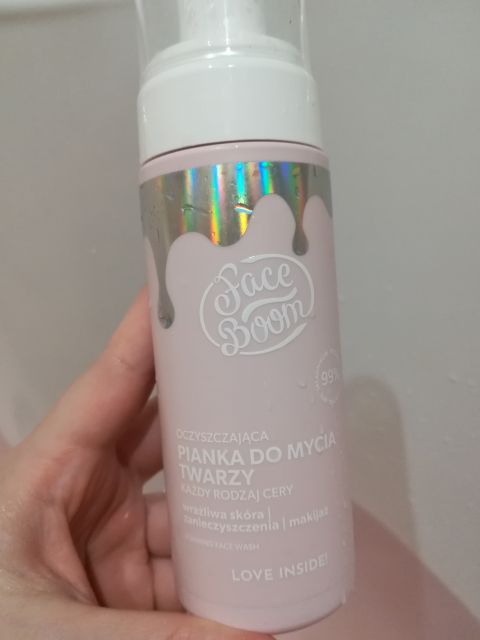 Face
Boom
99%
OCZYSZCZAJĄCA
PIANKA DO MYCIA
TWARZY
KAŻDY RODZAJ CERY
wrażliwa skóra |
zanieczyszczenia | makijaż
FACE WASH
LOVE INSIDE!